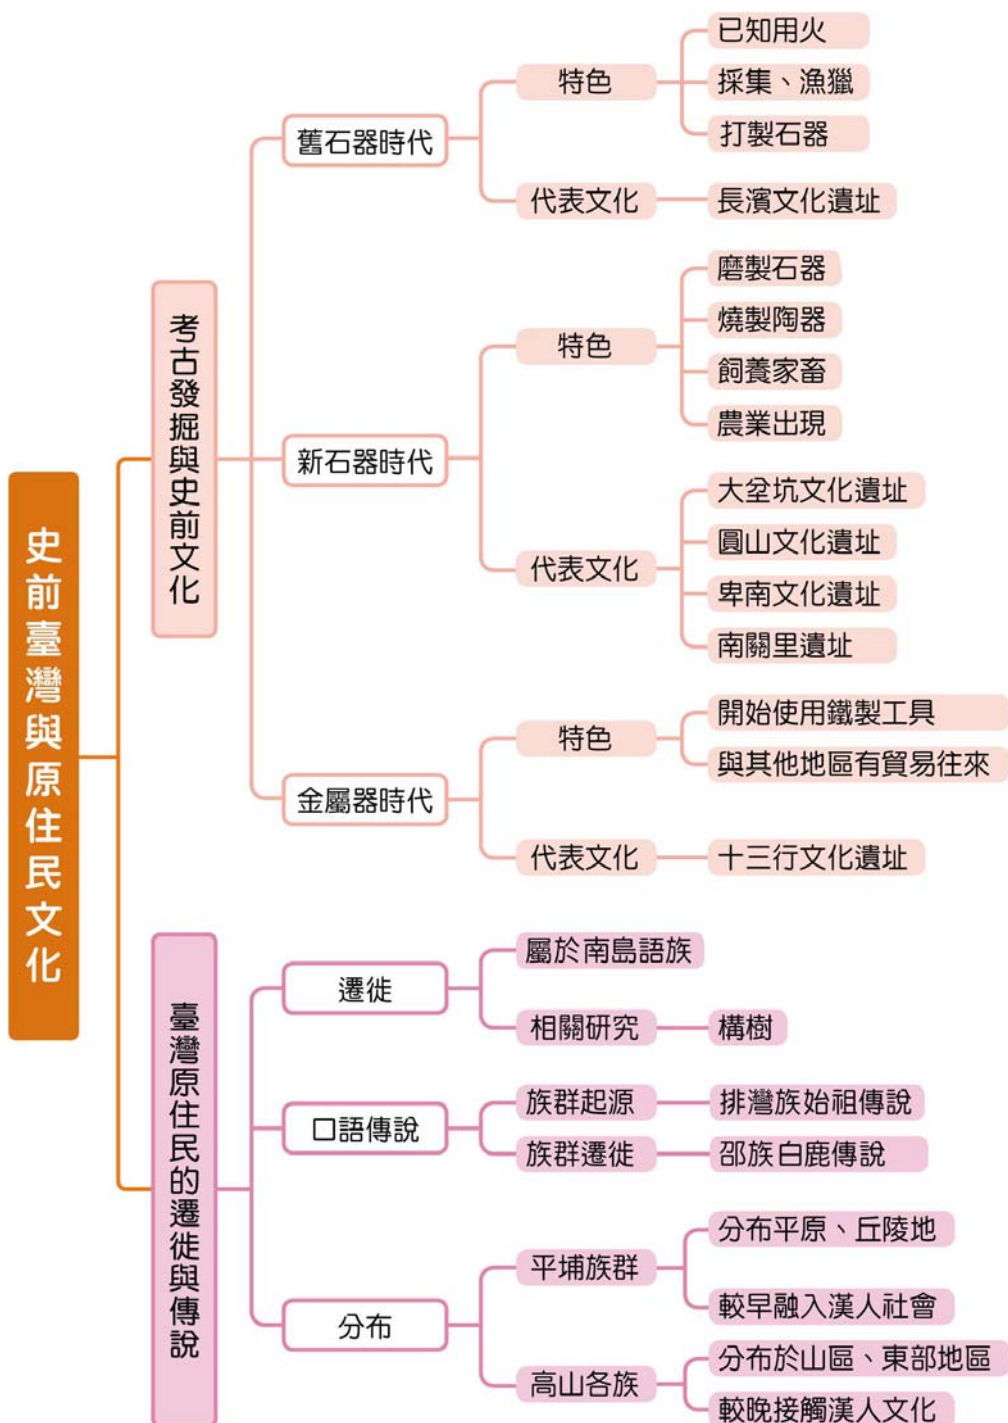 史前臺灣與原住民文化
考古發掘與史前文化
舊石器時代
特色
已知用火
採集、漁獵
打製石器
代表文化
長濱文化遺址
新石器時代
特色
磨製石器
燒製陶器
飼養家畜
農業出現
代表文化
大坌坑文化遺址
圓山文化遺址
卑南文化遺址
南關里遺址
金屬器時代
特色
開始使用鐵製工具
與其他地區有貿易往來
代表文化
十三行文化遺址
臺灣原住民的遷徙與傳說
遷徙
屬於南島語族
相關研究
構樹
口語傳說
族群起源
排灣族始祖傳說
族群遷徙
邵族白鹿傳說
分布
平埔族群
分布平原、丘陵地
較早融入漢人社會
高山各族
分布於山區、東部地區
較晚接觸漢人文化